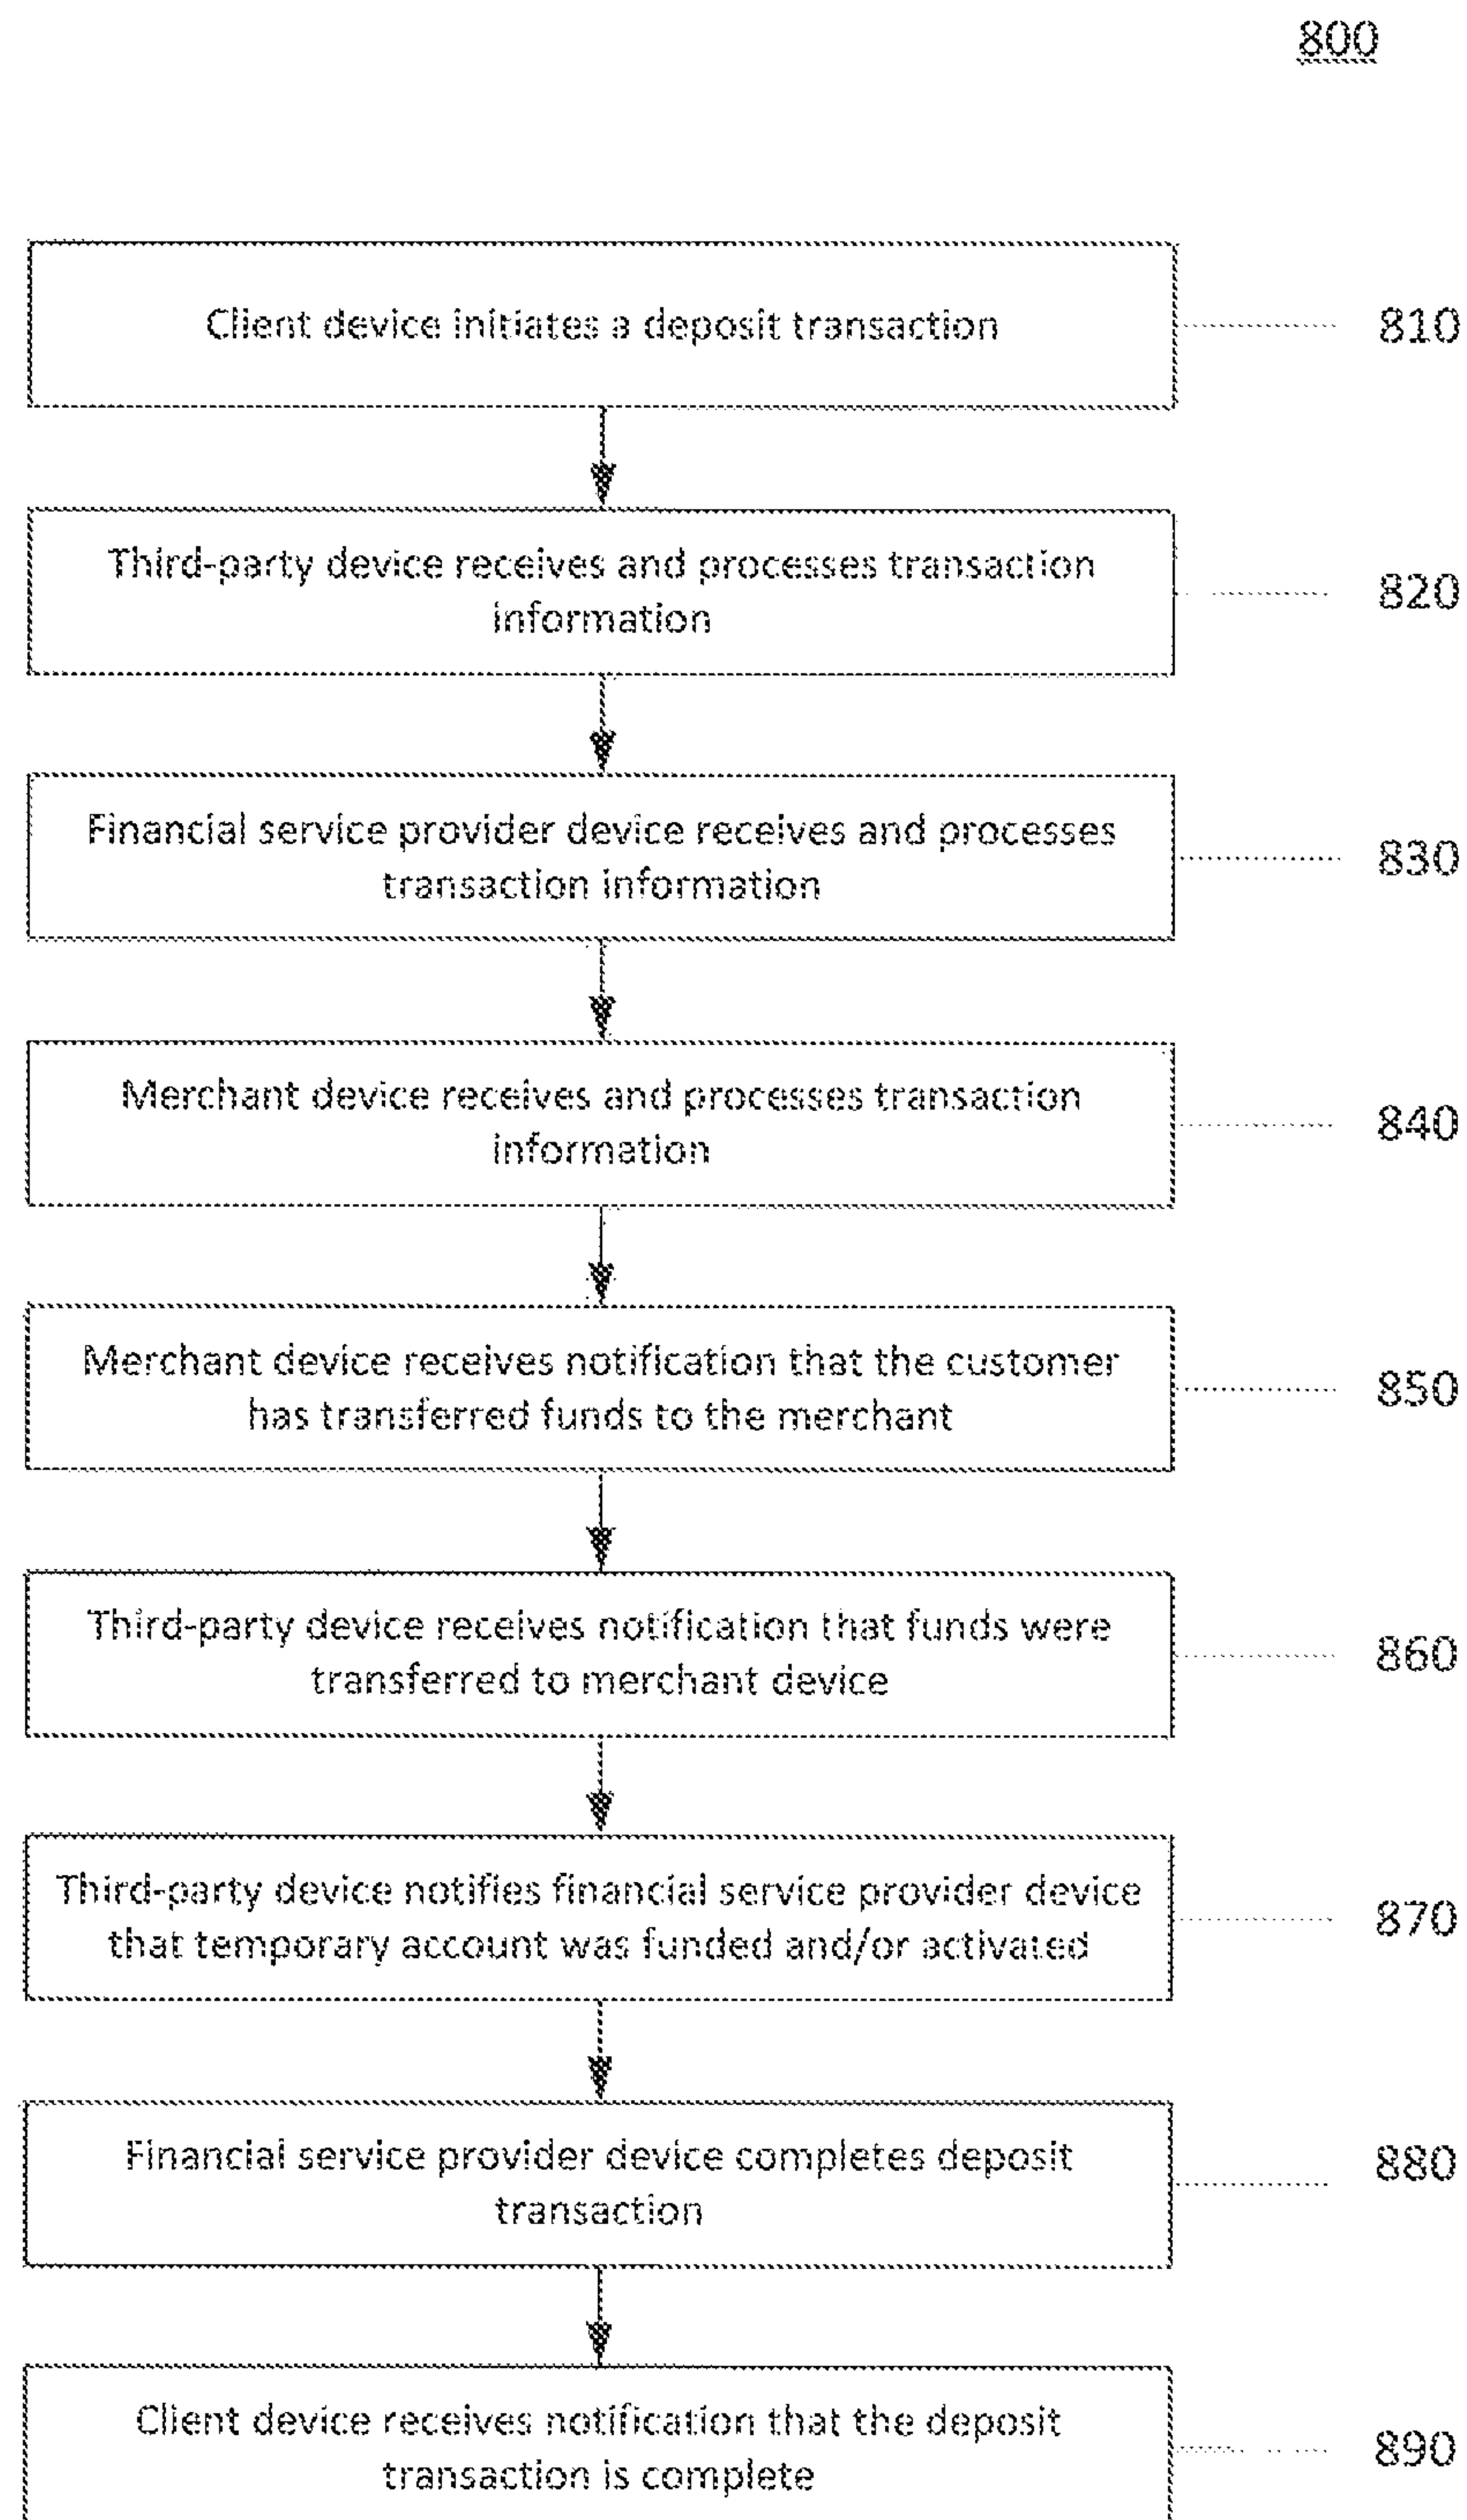 800
Client device initiates a deposit transaction
810
Third-party device receives and processes transaction
information
820
Financial service provider device receives and processes
transaction information
830
Merchant device receives and processes transaction
information
840
Merchant device receives notification that the customer
has transferred funds to the merchant
850
Third-party device receives notification that funds were
transferred to merchant device
860
Third-party device notifies financial service provider device
that temporary account was funded and/or activated
870
Financial service provider device completes deposit
transaction
880
Client device receives notification that the deposit
transaction is complete
890